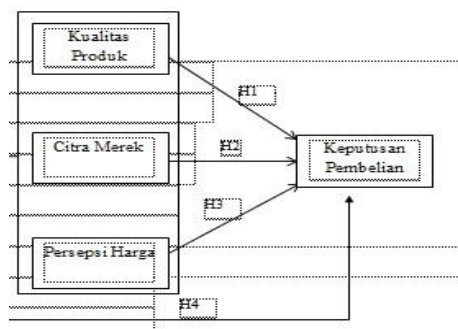 Kualitas
Produk
H1
Citra Merek
H2
Keputusan
Pembelian
H3
Persepsi Harga
H4